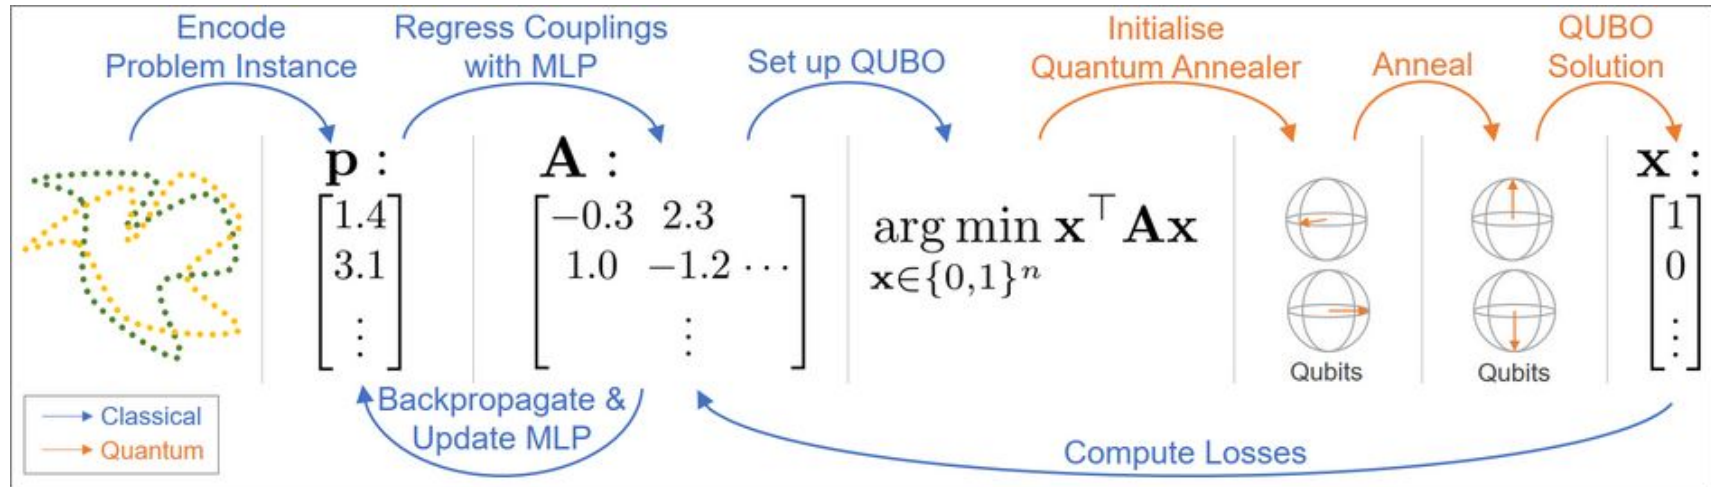 Encode
Problem Instance
Regress Couplings
with MLP
Set up QUBO
Initialise
Quantum Annealer
Anneal
QUBO
Solution
p :
1.4
3.1
⋮
A :
−0.3 2.3
1.0 −1.2 ⋯
⋮
arg min x⊤Ax
x∈{0,1}ⁿ
Qubits
Qubits
x :
1
0
⋮
Backpropagate &
Update MLP
Compute Losses
Classical
Quantum